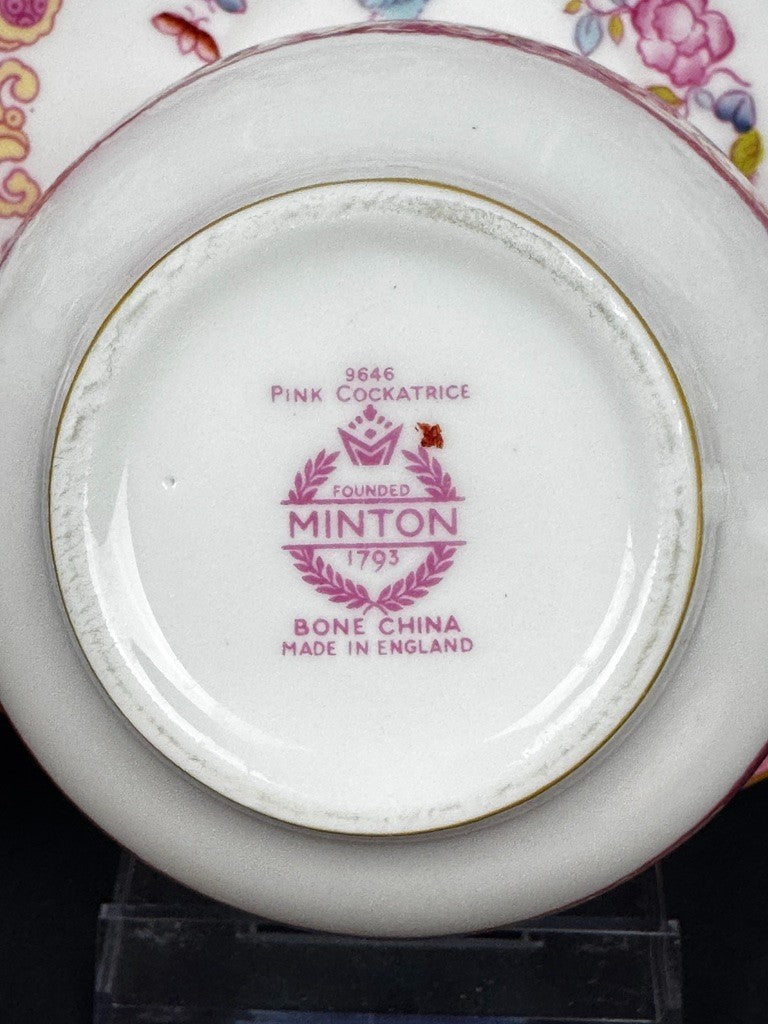 9646
PINK COCKATRICE
FOUNDED
MINTON
1793
BONE CHINA
MADE IN ENGLAND